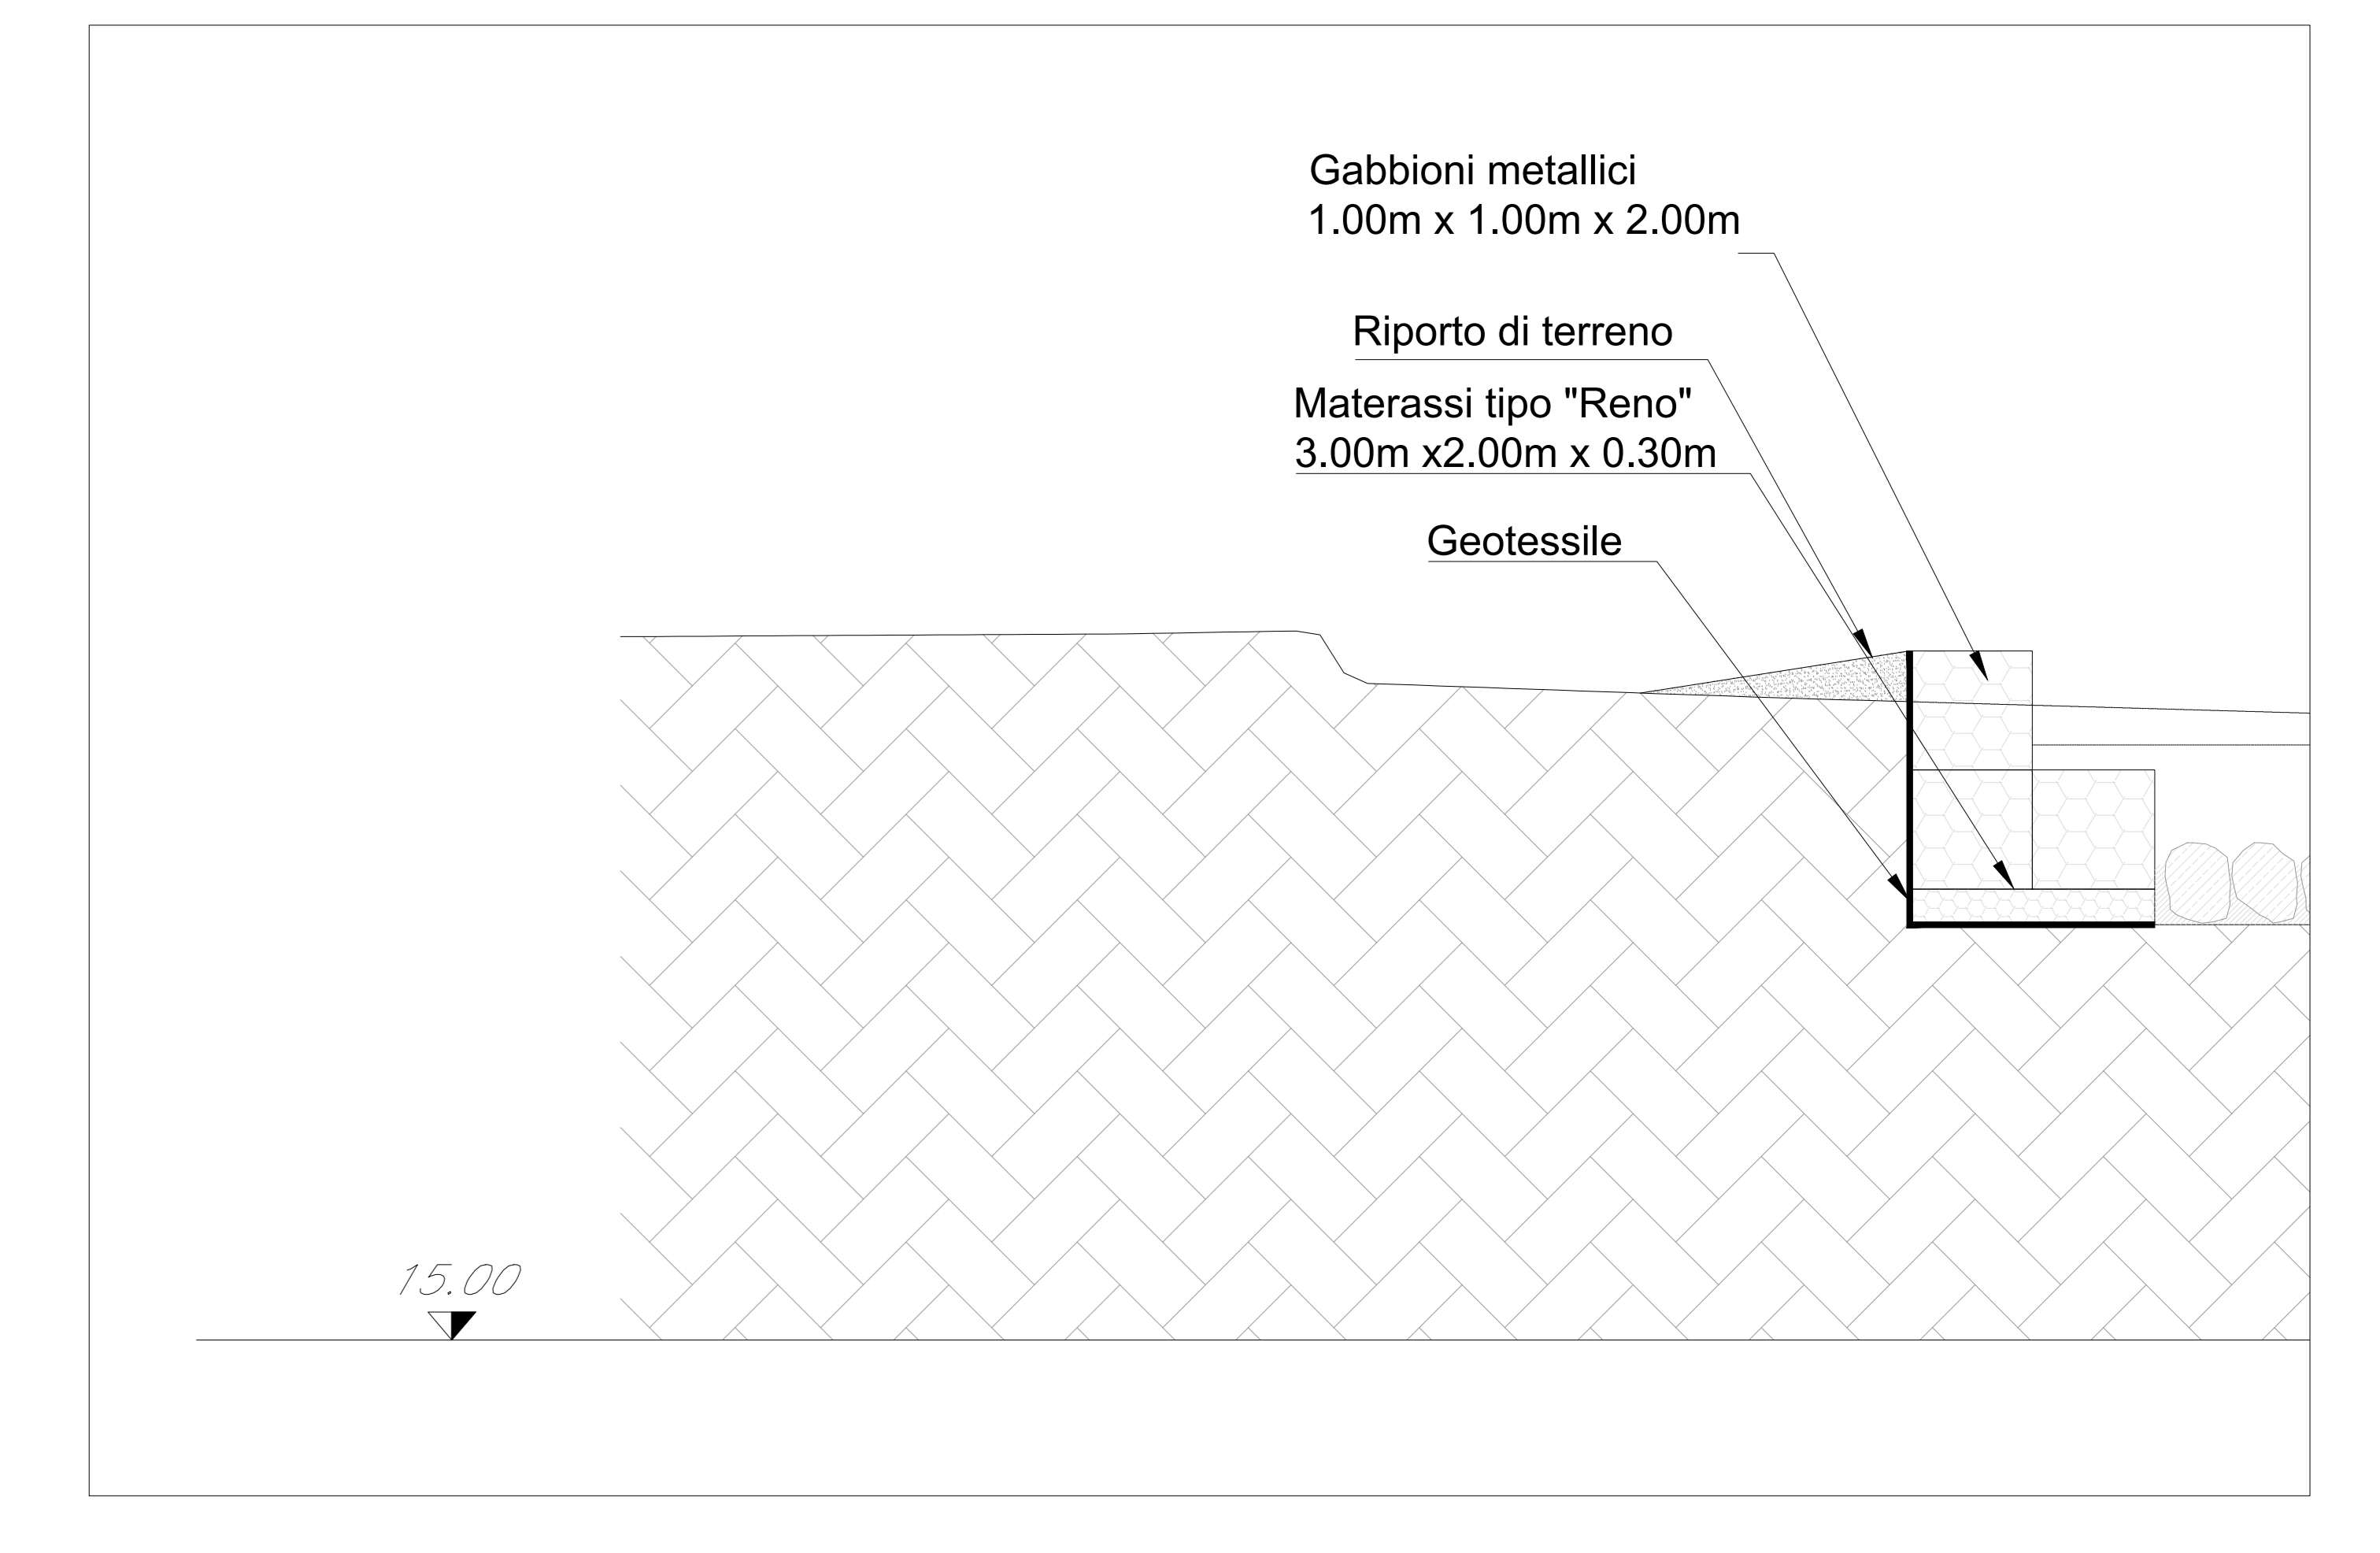 Gabbioni metallici
1.00m x 1.00m x 2.00m
Riporto di terreno
Materassi tipo "Reno"
3.00m x2.00m x 0.30m
Geotessile
15.00